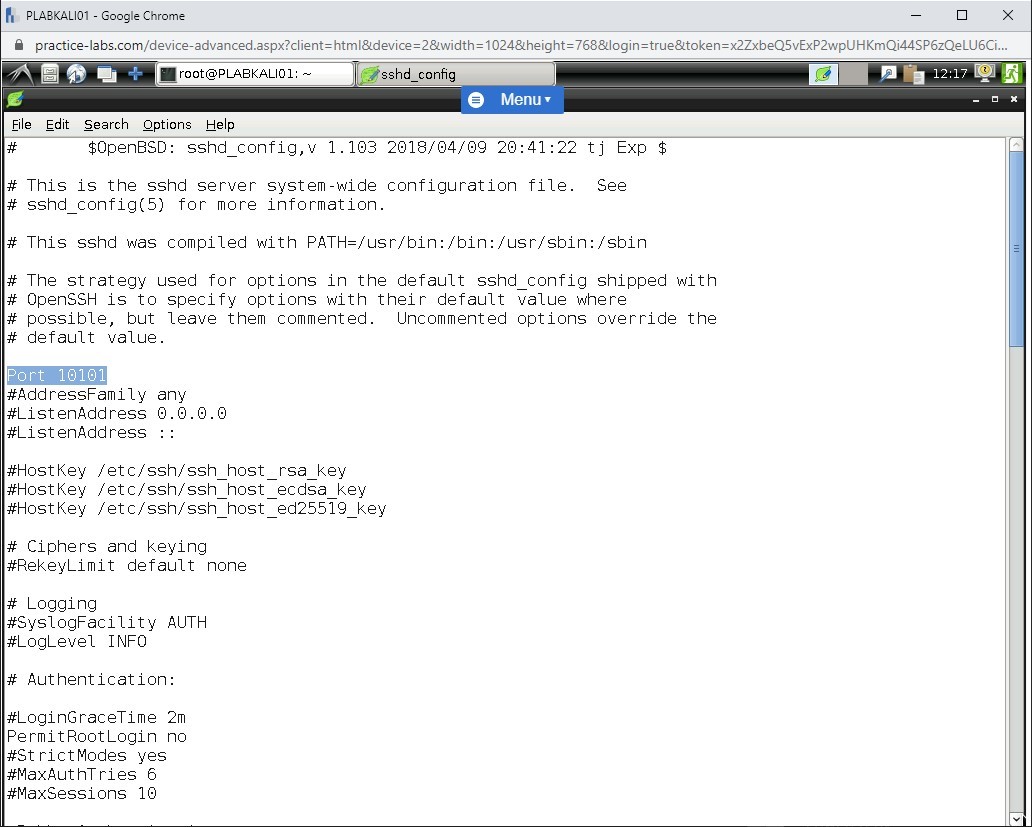 PLABKALI01 - Google Chrome
practice-labs.com/device-advanced.aspx?client=html&device=2&width=1024&height=768&login=true&token=x2ZxbeQ5vExP2wpUHKmQi44SP6zQeLU6Ci...
root@PLABKALI01: ~ sshd_config 12:17
Menu
File Edit Search Options Help
# $OpenBSD: sshd_config,v 1.103 2018/04/09 20:41:22 tj Exp $
# This is the sshd server system-wide configuration file. See
# sshd_config(5) for more information.
# This sshd was compiled with PATH=/usr/bin:/bin:/usr/sbin:/sbin
# The strategy used for options in the default sshd_config shipped with
# OpenSSH is to specify options with their default value where
# possible, but leave them commented. Uncommented options override the
# default value.
Port 10101
#AddressFamily any
#ListenAddress 0.0.0.0
#ListenAddress ::
#HostKey /etc/ssh/ssh_host_rsa_key
#HostKey /etc/ssh/ssh_host_ecdsa_key
#HostKey /etc/ssh/ssh_host_ed25519_key
# Ciphers and keying
#RekeyLimit default none
# Logging
#SyslogFacility AUTH
#LogLevel INFO
# Authentication:
#LoginGraceTime 2m
PermitRootLogin no
#StrictModes yes
#MaxAuthTries 6
#MaxSessions 10